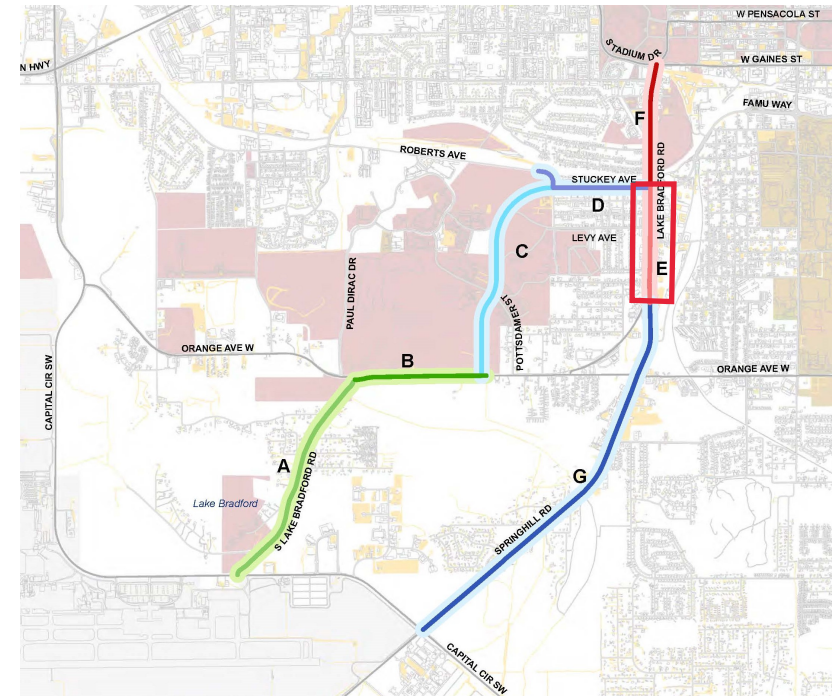 W PENSACOLA ST
STADIUM DR
W GAINES ST
N HWY
FAMU WAY
F
ROBERTS AVE
LAKE BRADFORD RD
STUCKEY AVE
D
LEVY AVE
C
E
PAUL DIRAC DR
POTTSDAMER ST
ORANGE AVE W
B
ORANGE AVE W
CAPITAL CIR SW
A
S LAKE BRADFORD RD
G
Lake Bradford
SPRINGHILL RD
CAPITAL CIR SW